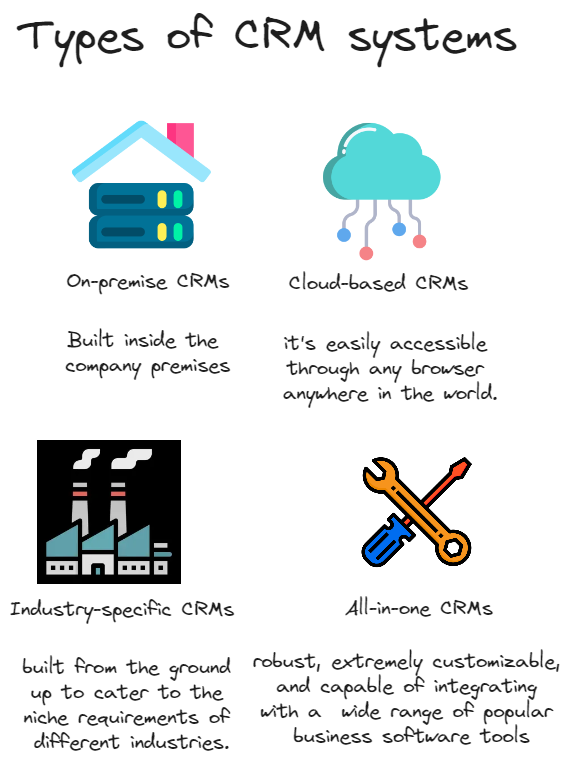 Types of CRM systems
On-premise CRMs
Built inside the
company premises
Cloud-based CRMs
it's easily accessible
through any browser
anywhere in the world.
Industry-specific CRMs
built from the ground
up to cater to the
niche requirements of
different industries.
All-in-one CRMs
robust, extremely customizable,
and capable of integrating
with a wide range of popular
business software tools